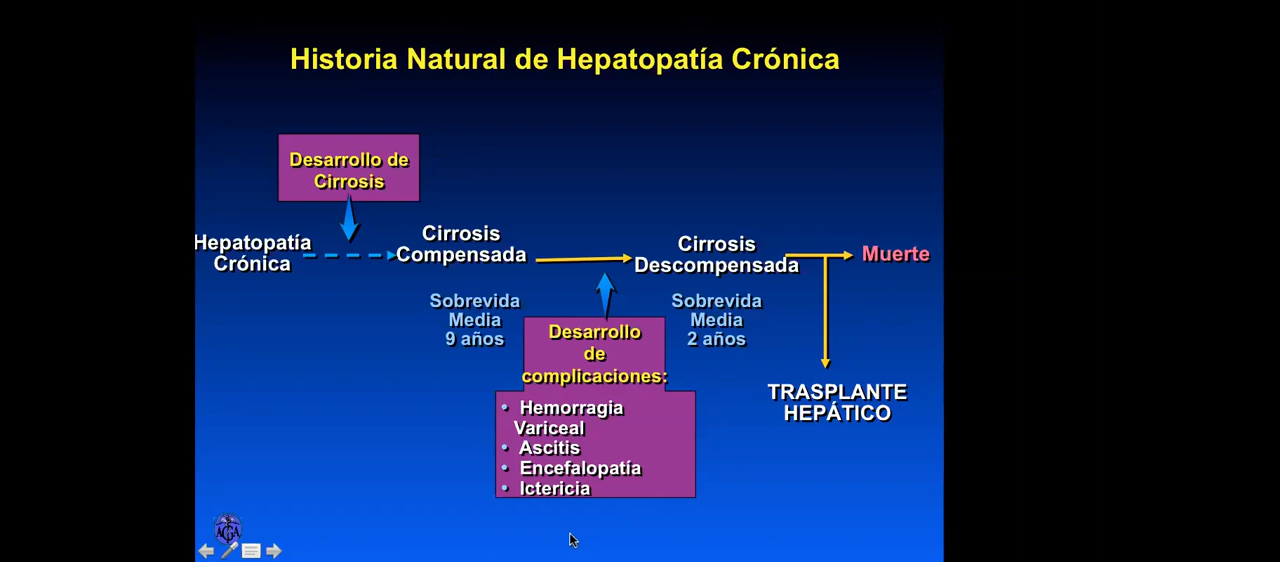 Historia Natural de Hepatopatía Crónica
Desarrollo de
Cirrosis
Hepatopatía
Crónica
Cirrosis
Compensada
Cirrosis
Descompensada
Muerte
Sobrevida
Media
9 años
Sobrevida
Media
2 años
Desarrollo
de
complicaciones:
• Hemorragia
Variceal
• Ascitis
• Encefalopatía
• Ictericia
TRASPLANTE
HEPÁTICO